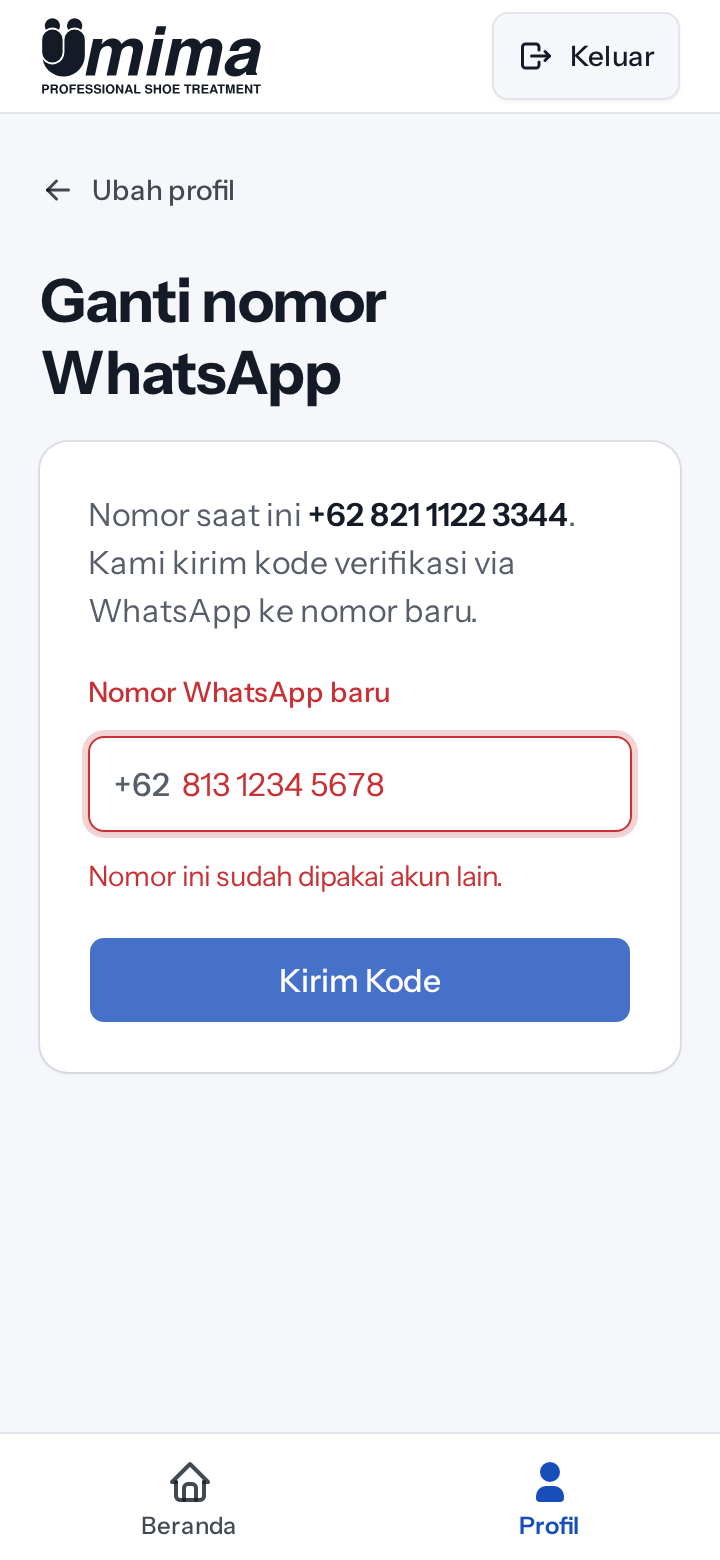 Ümima
PROFESSIONAL SHOE TREATMENT
Keluar
Ubah profil
Ganti nomor
WhatsApp
Nomor saat ini +62 821 1122 3344.
Kami kirim kode verifikasi via
WhatsApp ke nomor baru.
Nomor WhatsApp baru
+62 813 1234 5678
Nomor ini sudah dipakai akun lain.
Kirim Kode
Beranda
Profil